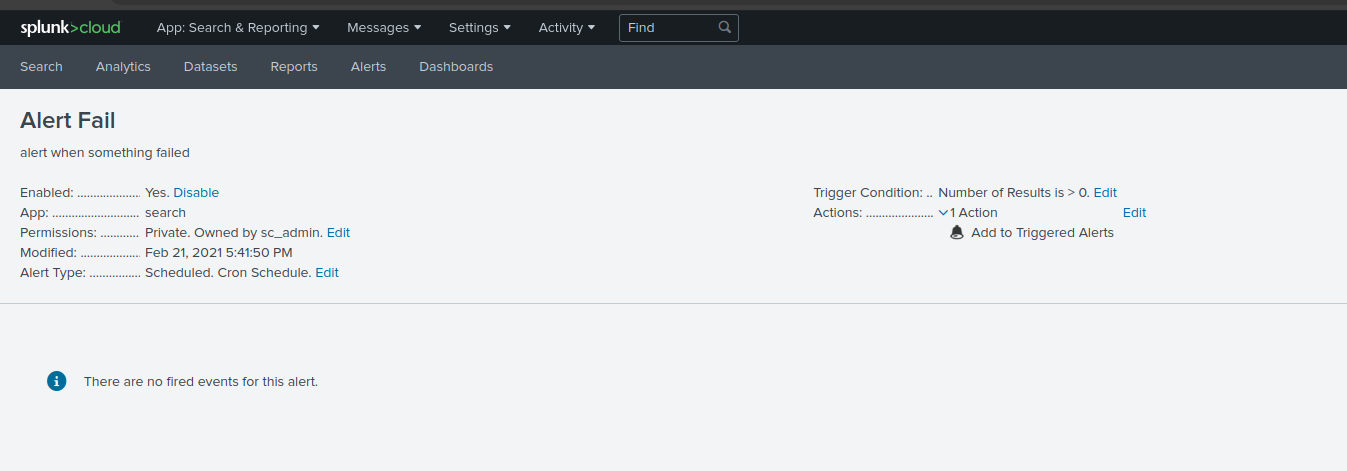 splunk>cloud App: Search & Reporting Messages Settings Activity Find
Search Analytics Datasets Reports Alerts Dashboards
Alert Fail
alert when something failed
Enabled: ................... Yes. Disable
App: .......................... search
Permissions: ............ Private. Owned by sc_admin. Edit
Modified: .................. Feb 21, 2021 5:41:50 PM
Alert Type: ............... Scheduled. Cron Schedule. Edit
Trigger Condition: .. Number of Results is > 0. Edit
Actions: .................... 1 Action Edit
Add to Triggered Alerts
There are no fired events for this alert.